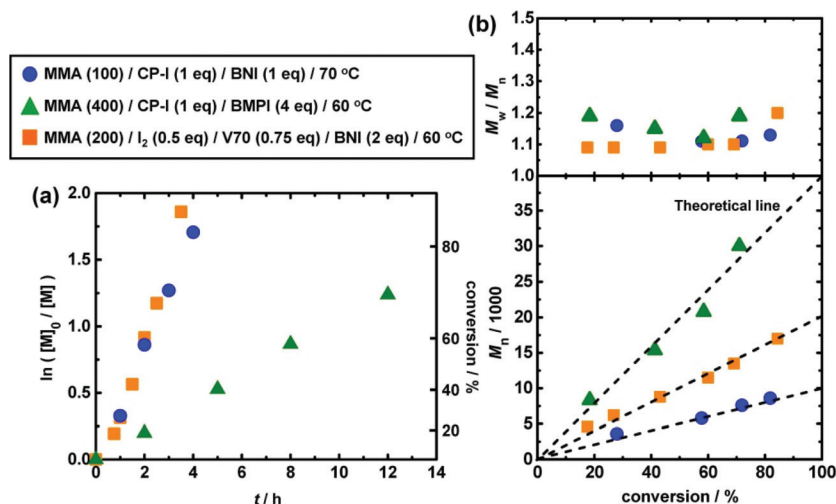 MMA (100) / CP-I (1 eq) / BNI (1 eq) / 70 °C
MMA (400) / CP-I (1 eq) / BMPI (4 eq) / 60 °C
MMA (200) / I₂ (0.5 eq) / V70 (0.75 eq) / BNI (2 eq) / 60 °C
(a)
2.0
1.5
1.0
0.5
0.0
ln ( [M]₀ / [M] )
80
60
40
20
conversion / %
0 2 4 6 8 10 12 14
t / h
(b)
1.5
1.4
1.3
1.2
1.1
1.0
Mw / Mn
Theoretical line
35
30
25
20
15
10
5
0
Mn / 1000
0 20 40 60 80 100
conversion / %